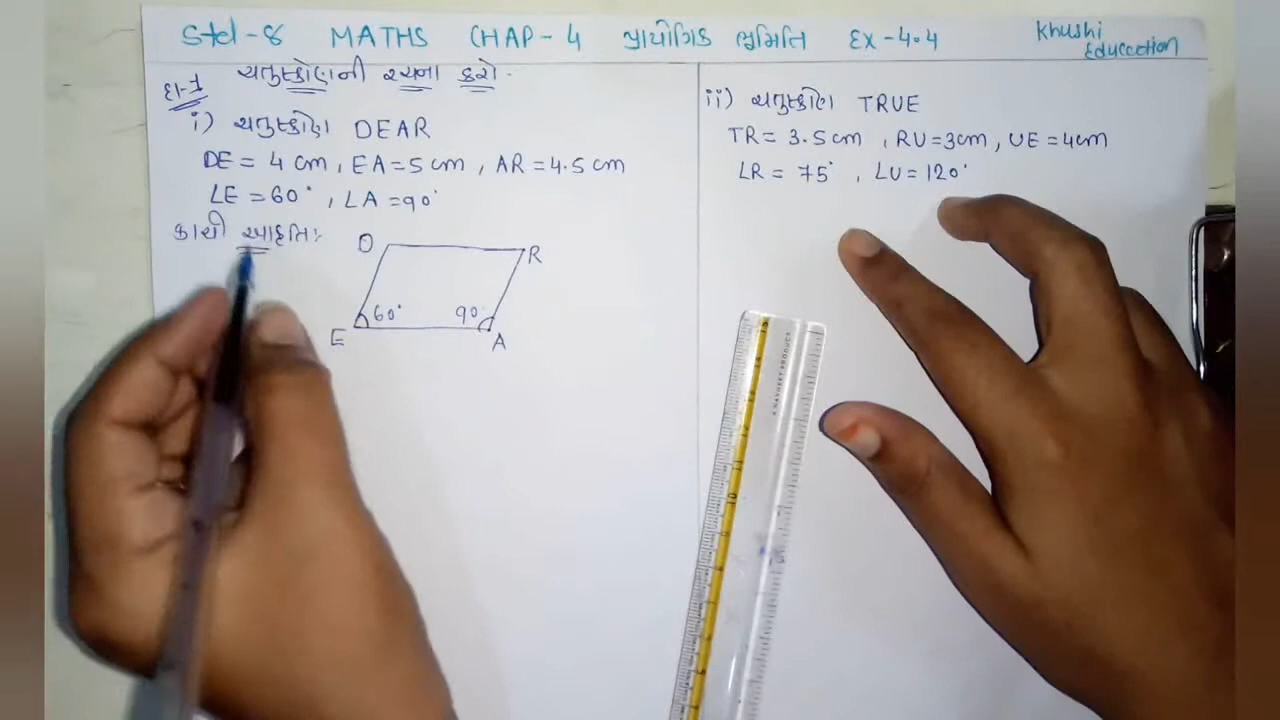 Std-8 MATHS CHAP-4 પ્રાયોગિક ભૂમિતિ EX-4.4 Khushi Education
દા-1 ચતુષ્કોણની રચના કરો.
i) ચતુષ્કોણ DEAR
DE = 4 cm, EA = 5 cm, AR = 4.5 cm
∠E = 60°, ∠A = 90°
કાચી આકૃતિ:
D
R
60° 90°
E
A
ii) ચતુષ્કોણ TRUE
TR = 3.5 cm, RU = 3cm, UE = 4cm
∠R = 75°, ∠U = 120°